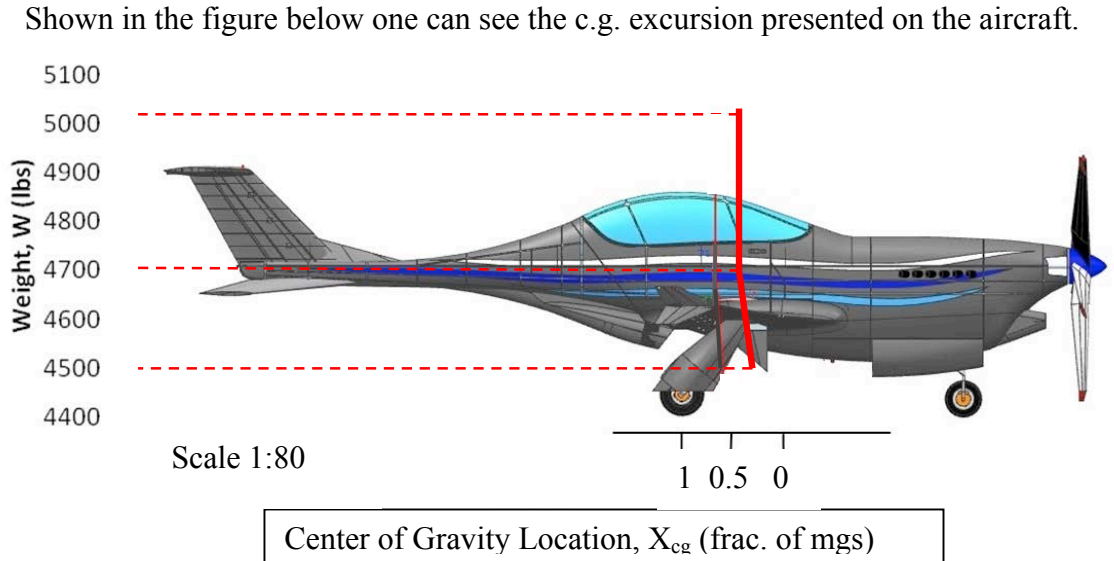 Shown in the figure below one can see the c.g. excursion presented on the aircraft.
5100
5000
4900
4800
4700
4600
4500
4400
Weight, W (lbs)
Scale 1:80
1 0.5 0
Center of Gravity Location, Xcg (frac. of mgs)